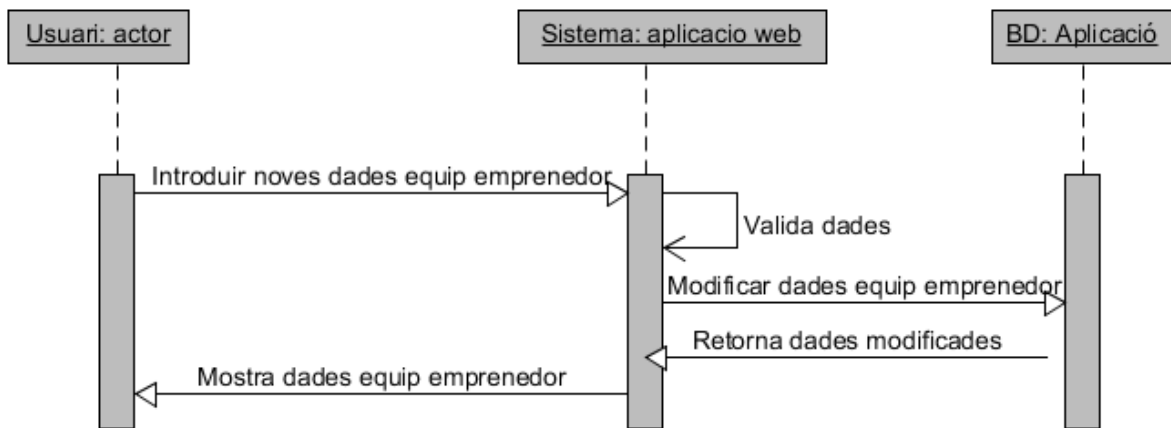 Usuari: actor
Sistema: aplicacio web
BD: Aplicació
Introduir noves dades equip emprenedor
Valida dades
Modificar dades equip emprenedor
Retorna dades modificades
Mostra dades equip emprenedor